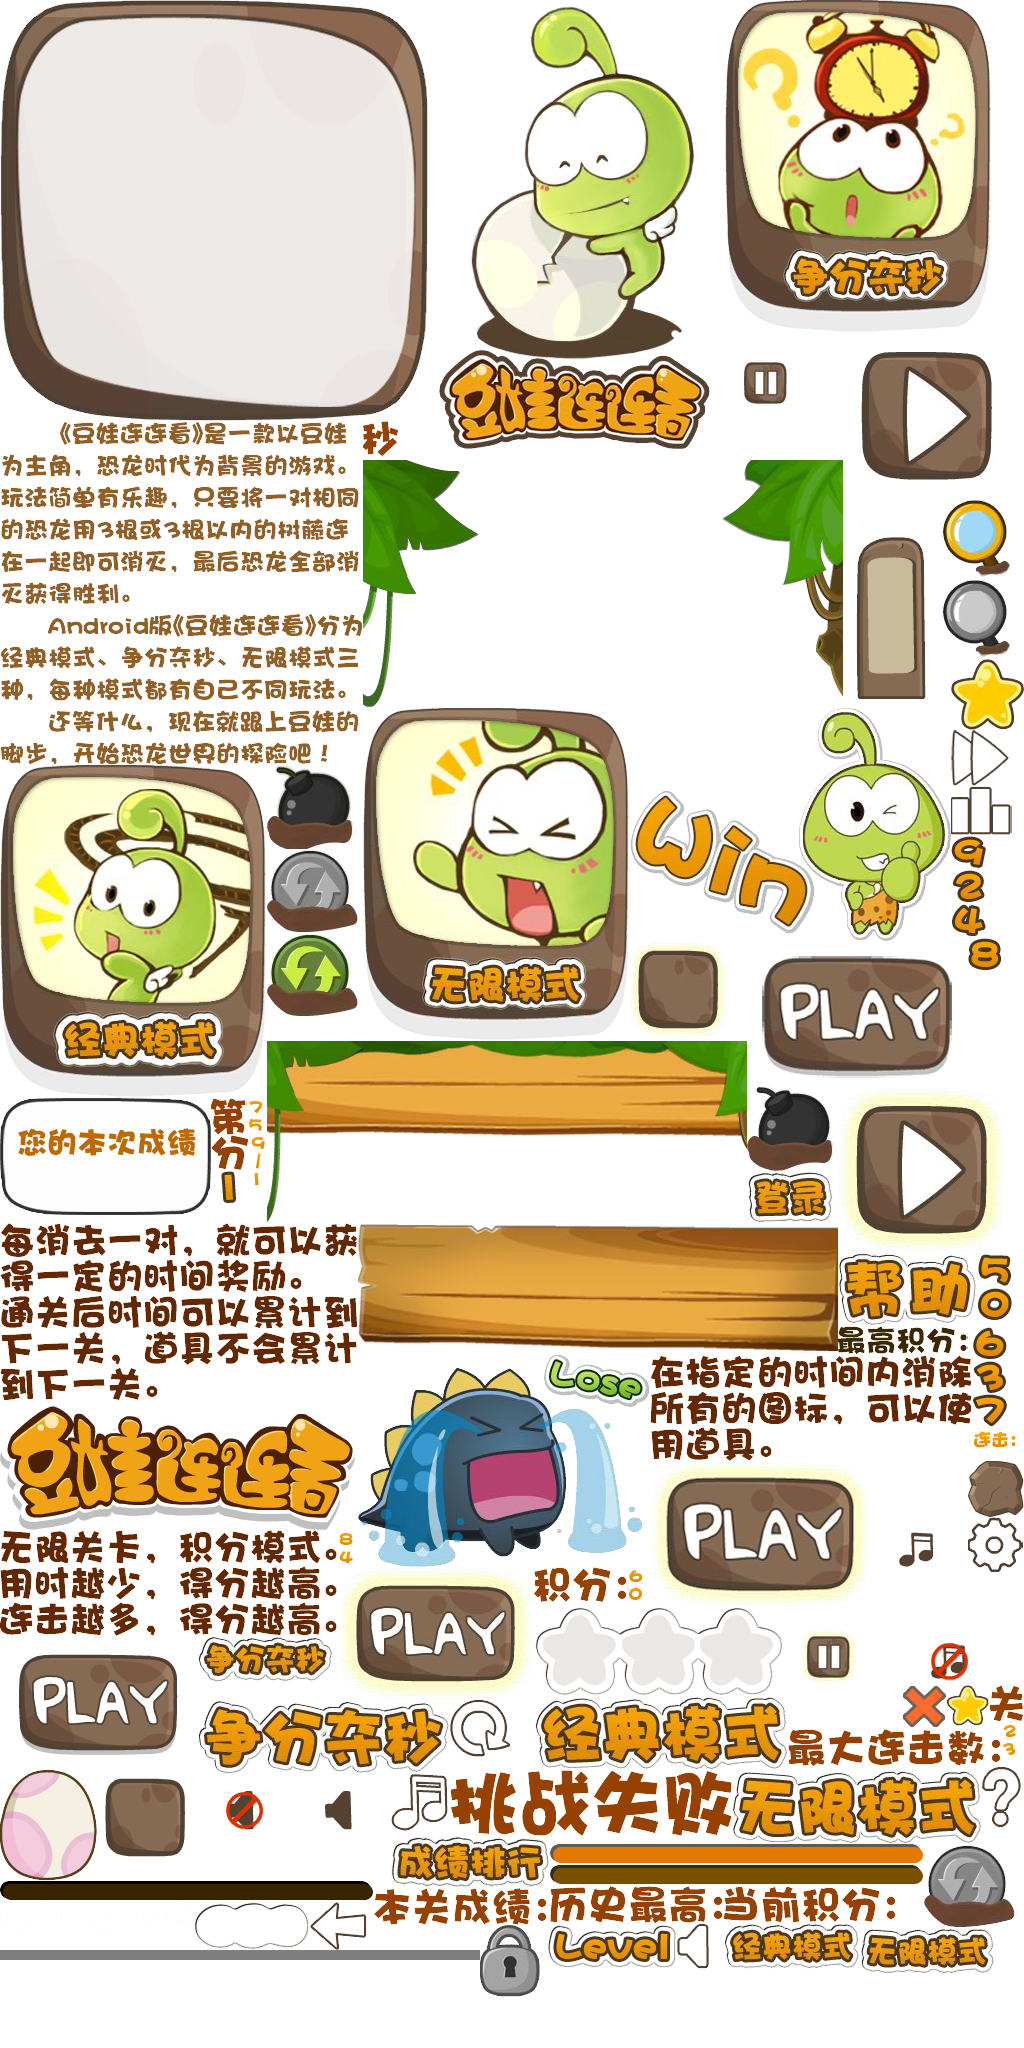 争分夺秒
豆娃连连看
《豆娃连连看》是一款以豆娃
为主角，恐龙时代为背景的游戏。
玩法简单有乐趣，只要将一对相同
的恐龙用3根或3根以内的树藤连
在一起即可消灭，最后恐龙全部消
灭获得胜利。
Android版《豆娃连连看》分为
经典模式、争分夺秒、无限模式三
种，每种模式都有自己不同玩法。
还等什么，现在就跟上豆娃的
脚步，开始恐龙世界的探险吧！
秒
经典模式
无限模式
win
9
2
4
8
PLAY
您的本次成绩
第
分
1
7
5
9
/
1
登录
每消去一对，就可以获
得一定的时间奖励。
通关后时间可以累计到
下一关，道具不会累计
到下一关。
帮助
5
0
6
3
7
最高积分:
在指定的时间内消除
所有的图标，可以使
用道具。
连击:
Lose
豆娃连连看
无限关卡，积分模式。
用时越少，得分越高。
连击越多，得分越高。
8
4
积分:
6
0
PLAY
PLAY
PLAY
争分夺秒
争分夺秒
经典模式
关
最大连击数:
2
3
挑战失败
无限模式
?
成绩排行
本关成绩:
历史最高:
当前积分:
Level
经典模式
无限模式